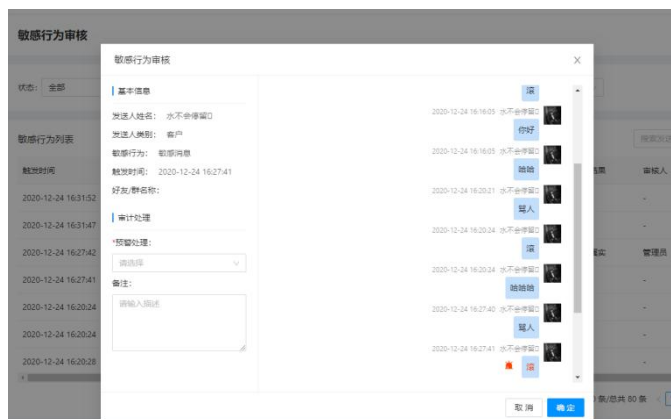 敏感行为审核
状态： 全部
敏感行为列表
触发时间
2020-12-24 16:31:52
2020-12-24 16:31:47
2020-12-24 16:27:42
2020-12-24 16:27:41
2020-12-24 16:20:24
2020-12-24 16:20:24
2020-12-24 16:20:28
敏感行为审核
基本信息
发送人姓名： 水不会停留
发送人类别： 客户
敏感行为： 敏感消息
触发时间： 2020-12-24 16:27:41
好友/群名称：
审计处理
*预警处理：
请选择
备注：
请输入描述
滚
2020-12-24 16:16:03 水不会停留
你好
2020-12-24 16:16:05 水不会停留
哈哈
2020-12-24 16:20:21 水不会停留
骂人
2020-12-24 16:20:24 水不会停留
滚
2020-12-24 16:20:24 水不会停留
哈哈哈
2020-12-24 16:27:40 水不会停留
骂人
2020-12-24 16:27:41 水不会停留
滚
取消
确定
搜索发送
审核人
-
-
管理员
-
-
-
-
条/总共 80 条